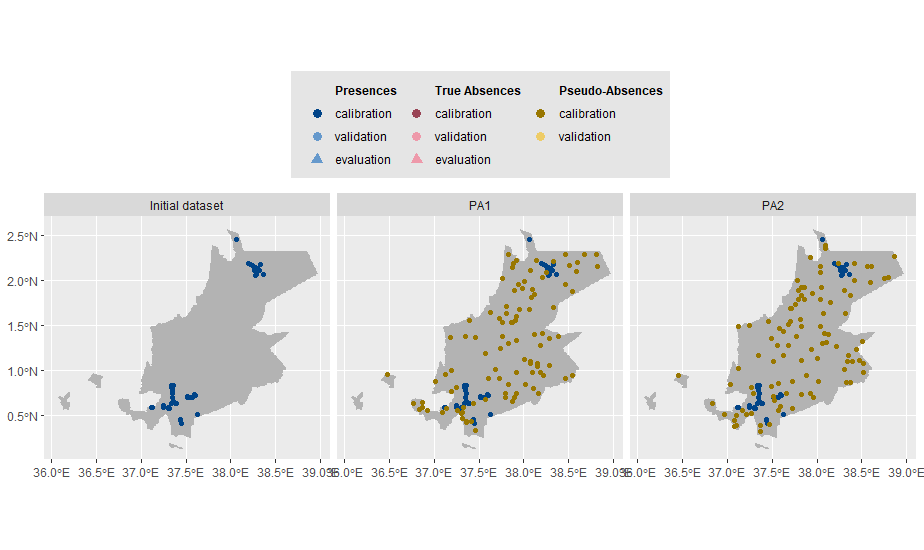 Presences True Absences Pseudo-Absences
calibration calibration calibration
validation validation validation
evaluation evaluation
Initial dataset PA1 PA2
2.5°N
2.0°N
1.5°N
1.0°N
0.5°N
36.0°E 36.5°E 37.0°E 37.5°E 38.0°E 38.5°E 39.0°E 36.0°E 36.5°E 37.0°E 37.5°E 38.0°E 38.5°E 39.0°E 36.0°E 36.5°E 37.0°E 37.5°E 38.0°E 38.5°E 39.0°E